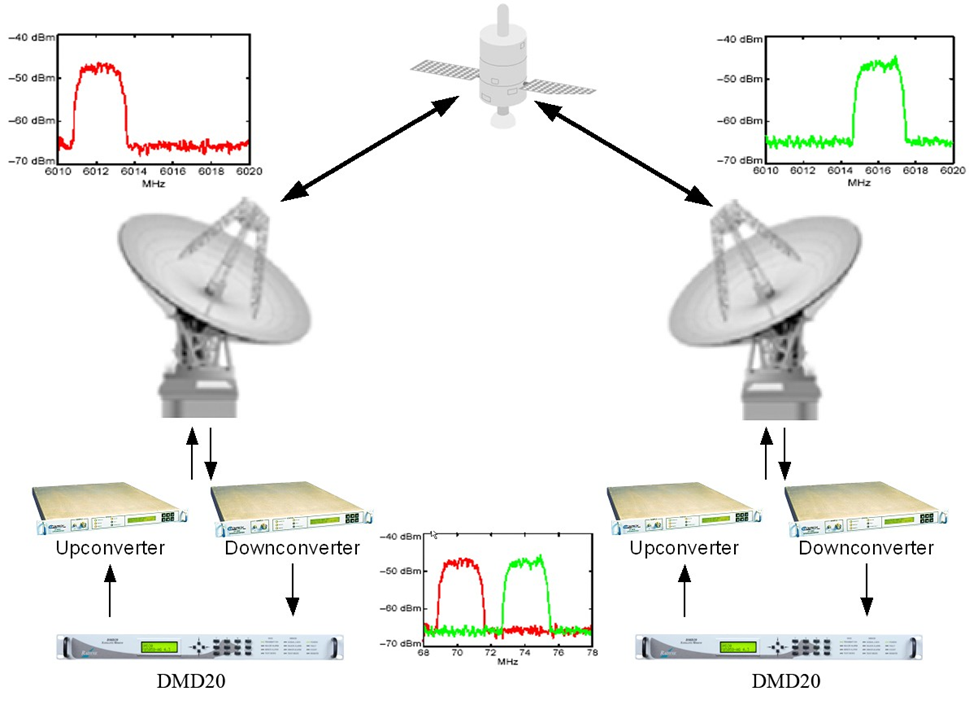 −40 dBm
−50 dBm
−60 dBm
−70 dBm
6010 6012 6014 6016 6018 6020
MHz
−40 dBm
−50 dBm
−60 dBm
−70 dBm
6010 6012 6014 6016 6018 6020
MHz
Upconverter
Downconverter
Upconverter
Downconverter
−40 dBm
−50 dBm
−60 dBm
−70 dBm
68 70 72 74 76 78
MHz
DMD20
DMD20